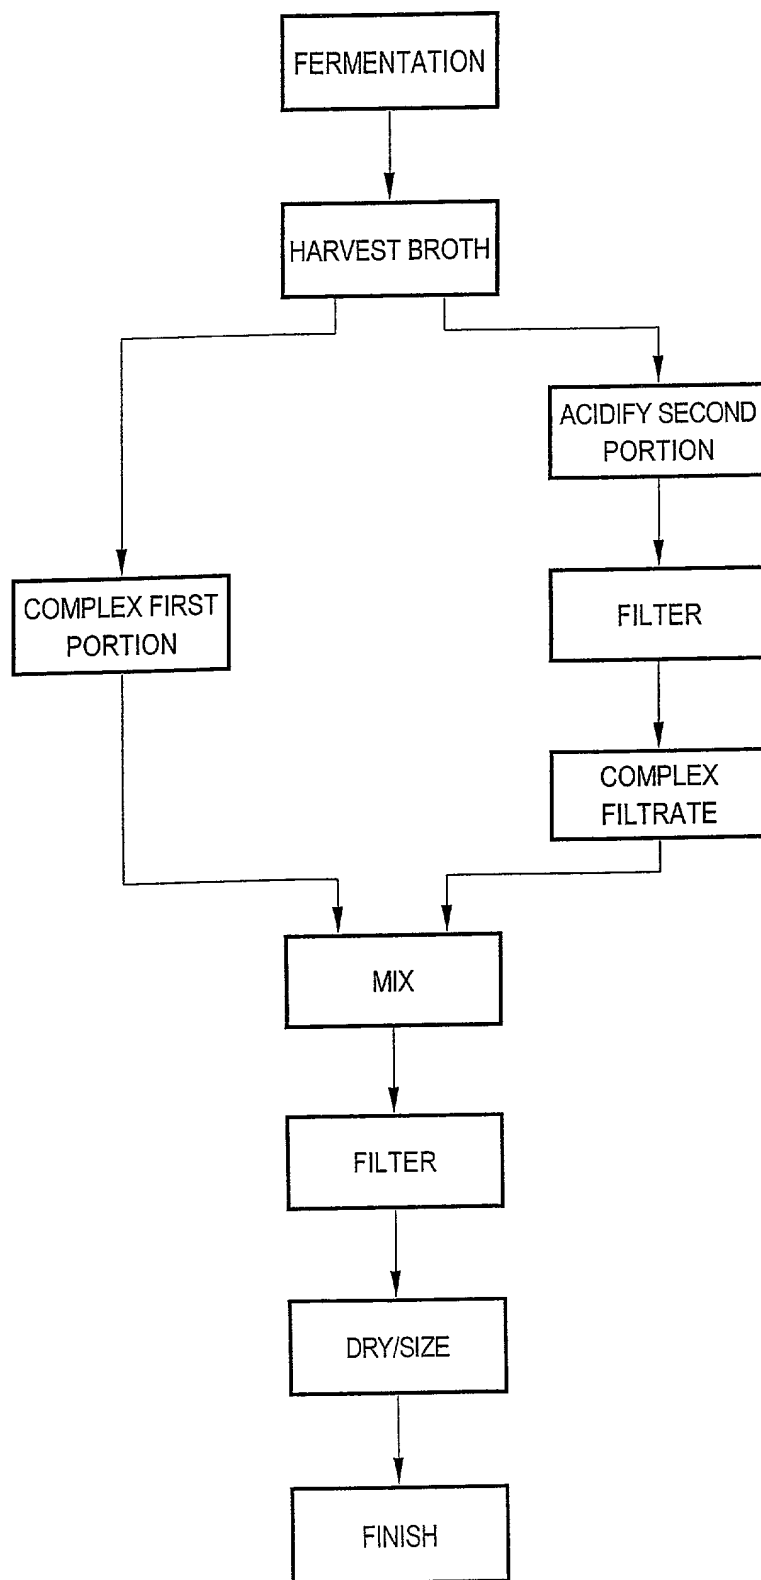 FERMENTATION
HARVEST BROTH
ACIDIFY SECOND
PORTION
COMPLEX FIRST
PORTION
FILTER
COMPLEX
FILTRATE
MIX
FILTER
DRY/SIZE
FINISH